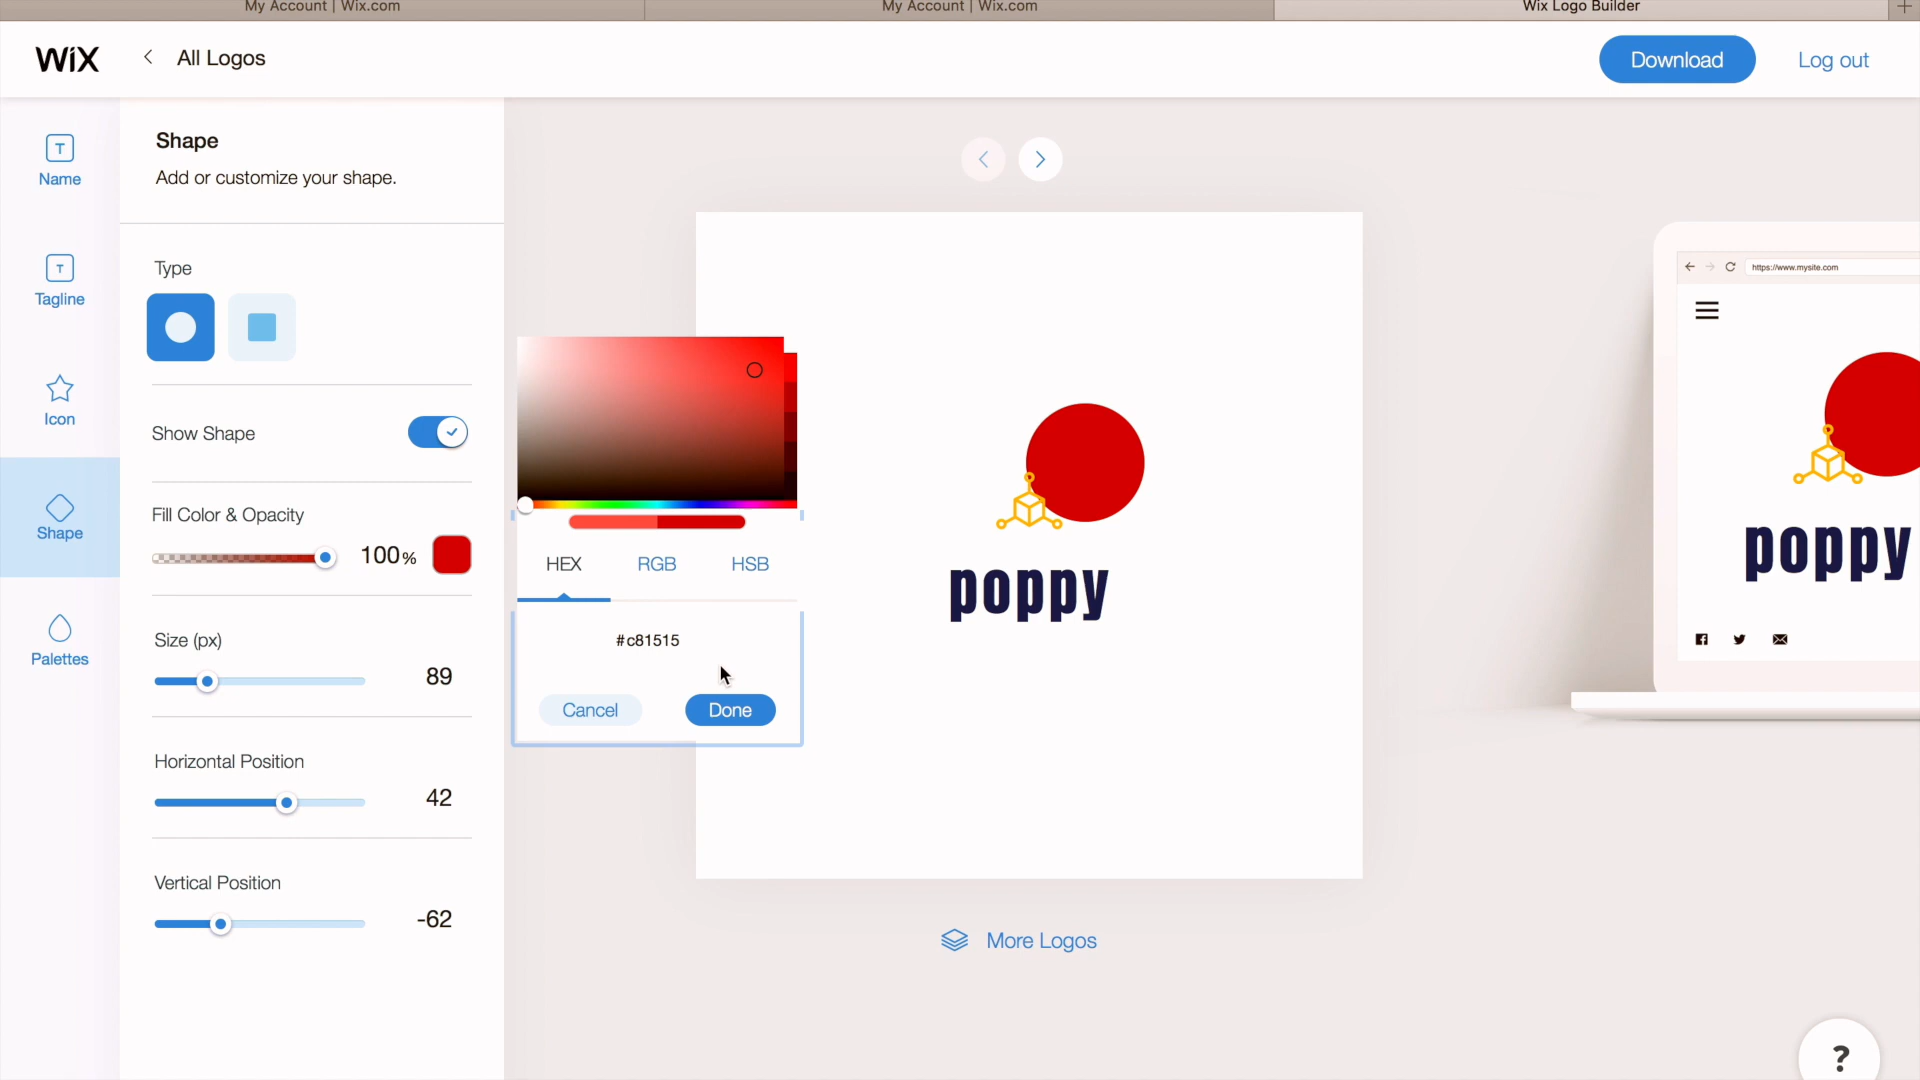 My Account | Wix.com
My Account | Wix.com
Wix Logo Builder
WiX
All Logos
Download
Log out
T
Name
T
Tagline
Icon
Shape
Palettes
Shape
Add or customize your shape.
Type
Show Shape
Fill Color & Opacity
100%
Size (px)
89
Horizontal Position
42
Vertical Position
-62
HEX
RGB
HSB
#c81515
Cancel
Done
poppy
More Logos
https://www.mysite.com
poppy
?